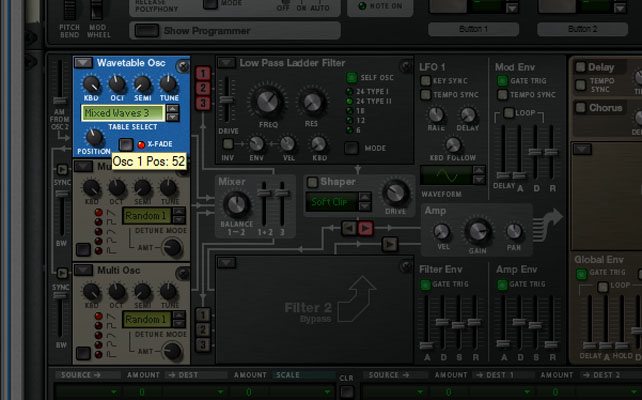 PITCH BEND
MOD WHEEL
RELEASE
POLYPHONY
MODE
OFF ON AUTO
NOTE ON
Show Programmer
Button 1
Button 2
Wavetable Osc
KBD OCT SEMI TUNE
Mixed Waves 3
TABLE SELECT
POSITION
X-FADE
Osc 1 Pos: 52
AM FROM OSC 2
1
2
3
Low Pass Ladder Filter
FREQ
RES
DRIVE
SELF OSC
24 TYPE I
24 TYPE II
18
12
6
INV ENV VEL KBD
MODE
LFO 1
KEY SYNC
TEMPO SYNC
RATE DELAY
KBD FOLLOW
WAVEFORM
Mod Env
GATE TRIG
LOOP
DELAY A D R
Delay
TEMPO SYNC
Chorus
SYNC
BW
KBD OCT SEMI TUNE
Random 1
DETUNE MODE
AMT
Mixer
BALANCE
1 – 2
1+2 3
Shaper
Soft Clip
DRIVE
Amp
VEL GAIN PAN
Multi Osc
KBD OCT SEMI TUNE
Random 1
DETUNE MODE
AMT
SYNC
BW
1
2
3
Filter 2
Bypass
Filter Env
GATE TRIG
A D S R
Amp Env
GATE TRIG
A D S R
Global Env
GATE TRIG
LOOP
DELAY A HOLD D
SOURCE → AMOUNT → DEST AMOUNT SCALE CLR SOURCE → AMOUNT → DEST 1 AMOUNT → DEST 2
0 0 0